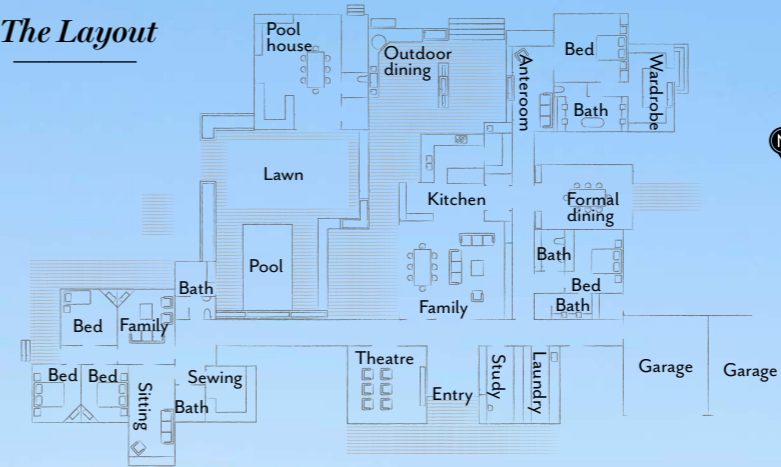 The Layout
Pool
house
Outdoor
dining
Anteroom
Bed
Wardrobe
Bath
Lawn
Kitchen
Formal
dining
Pool
Bath
Bed
Bath
Family
Bath
Bed
Family
Bed
Bed
Sitting
Sewing
Bath
Theatre
Entry
Study
Laundry
Garage
Garage